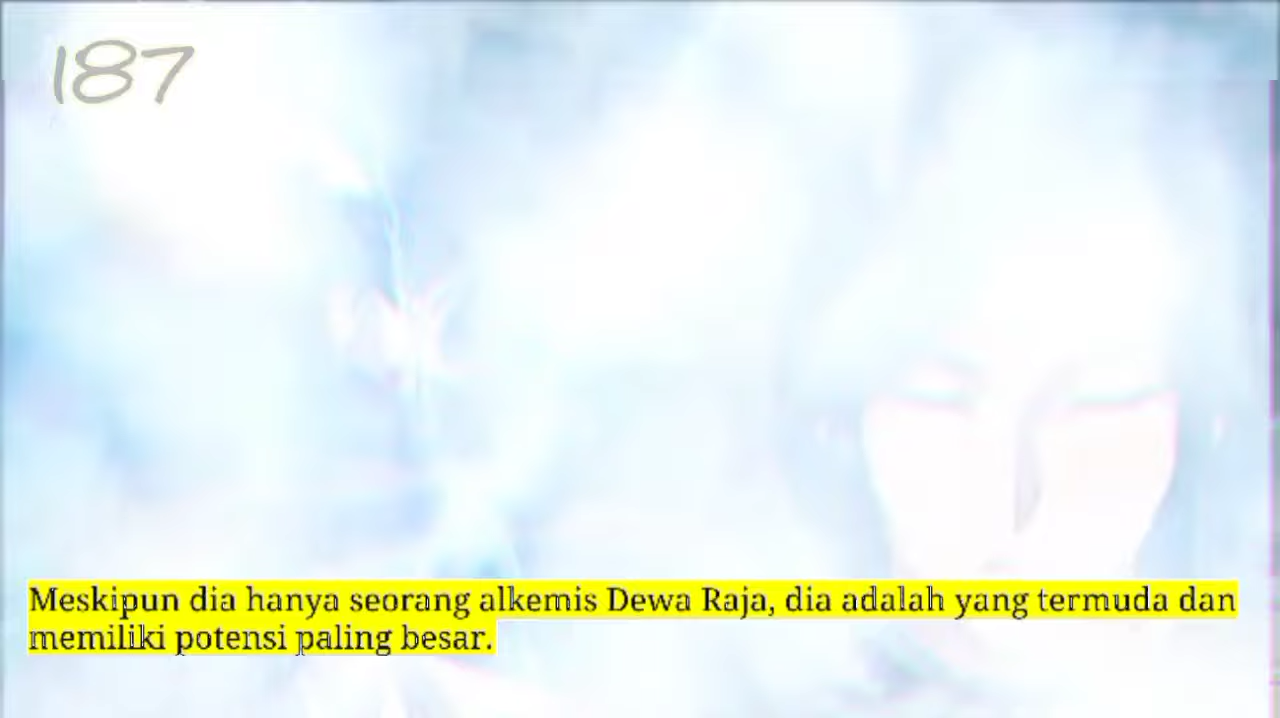 187
Meskipun dia hanya seorang alkemis Dewa Raja, dia adalah yang termuda dan
memiliki potensi paling besar.